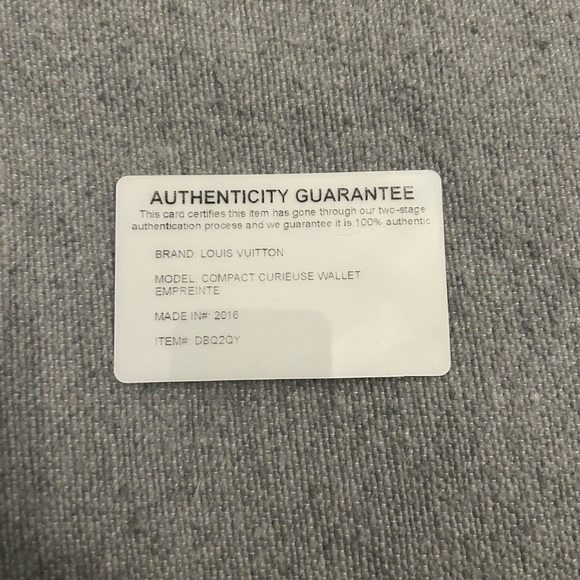 AUTHENTICITY GUARANTEE
This card certifies this item has gone through our two-stage
authentication process and we guarantee it is 100% authentic
BRAND: LOUIS VUITTON
MODEL: COMPACT CURIEUSE WALLET
EMPREINTE
MADE IN#: 2016
ITEM#: DBQ2QY